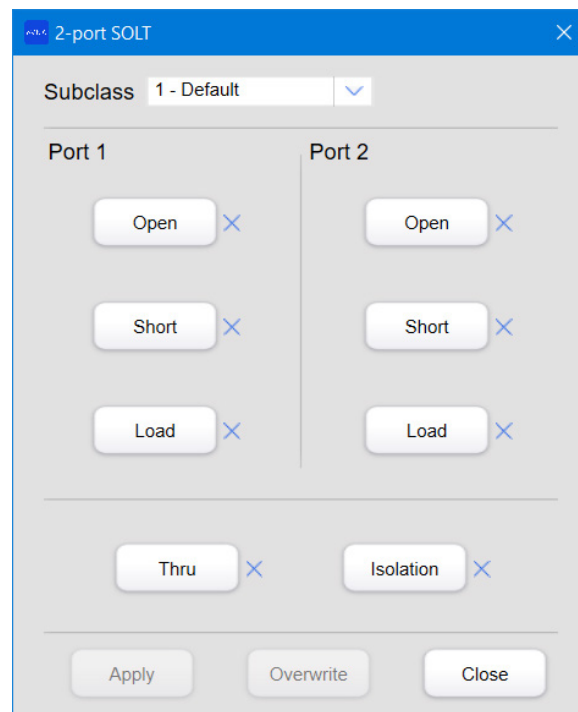 2-port SOLT
Subclass 1 - Default
Port 1 Port 2
Open Open
Short Short
Load Load
Thru Isolation
Apply Overwrite Close